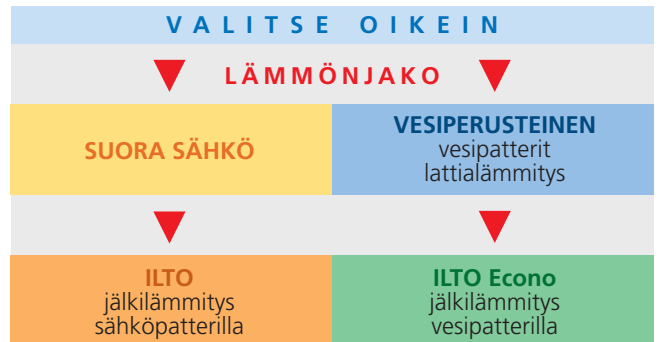 VALITSE OIKEIN
LÄMMÖNJAKO
SUORA SÄHKÖ
VESIPERUSTEINEN
vesipatterit
lattialämmitys
ILTO
jälkilämmitys
sähköpatterilla
ILTO Econo
jälkilämmitys
vesipatterilla